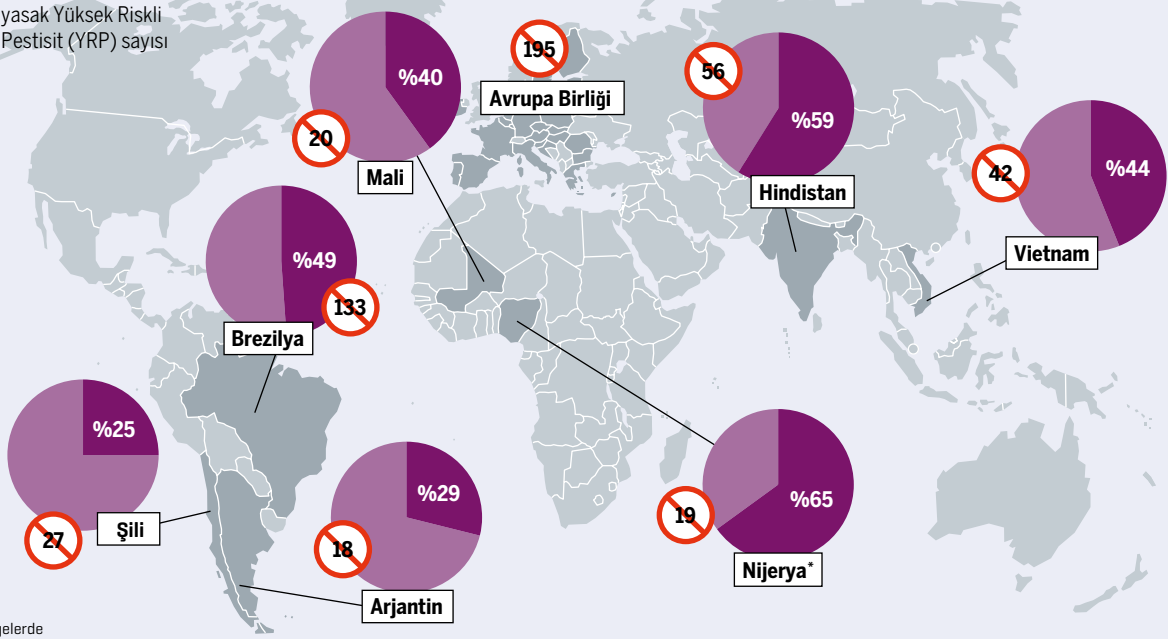 yasak Yüksek Riskli
Pestisit (YRP) sayısı
%40
20
Mali
195
Avrupa Birliği
56
%59
Hindistan
%44
42
Vietnam
%49
133
Brezilya
%25
27
Şili
%29
18
Arjantin
%65
19
Nijerya*
gelerde